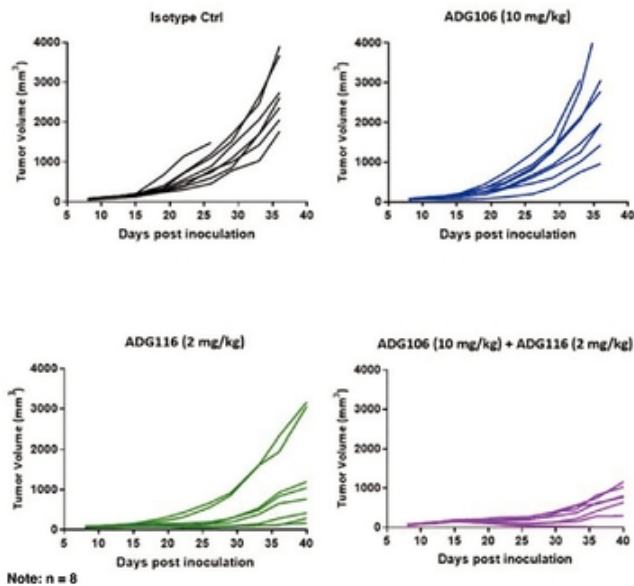 Isotype Ctrl
Tumor Volume (mm³)
4000
3000
2000
1000
0
5 10 15 20 25 30 35 40
Days post inoculation
ADG106 (10 mg/kg)
Tumor Volume (mm³)
4000
3000
2000
1000
0
5 10 15 20 25 30 35 40
Days post inoculation
ADG116 (2 mg/kg)
Tumor Volume (mm³)
4000
3000
2000
1000
0
5 10 15 20 25 30 35 40
Days post inoculation
ADG106 (10 mg/kg) + ADG116 (2 mg/kg)
Tumor Volume (mm³)
4000
3000
2000
1000
0
5 10 15 20 25 30 35 40
Days post inoculation
Note: n = 8